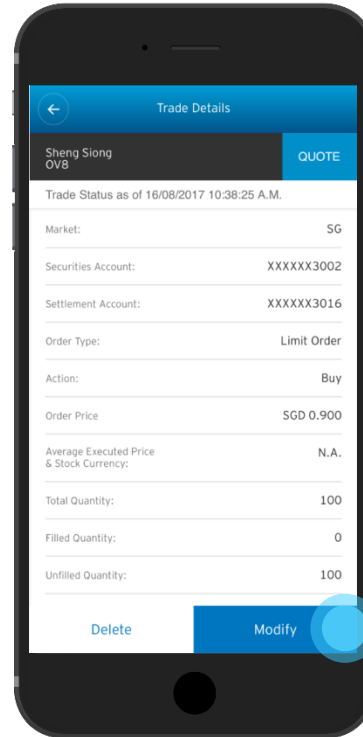 Trade Details
Sheng Siong
OV8
QUOTE
Trade Status as of 16/08/2017 10:38:25 A.M.
Market: SG
Securities Account: XXXXXX3002
Settlement Account: XXXXXX3016
Order Type: Limit Order
Action: Buy
Order Price SGD 0.900
Average Executed Price
& Stock Currency: N.A.
Total Quantity: 100
Filled Quantity: 0
Unfilled Quantity: 100
Delete Modify